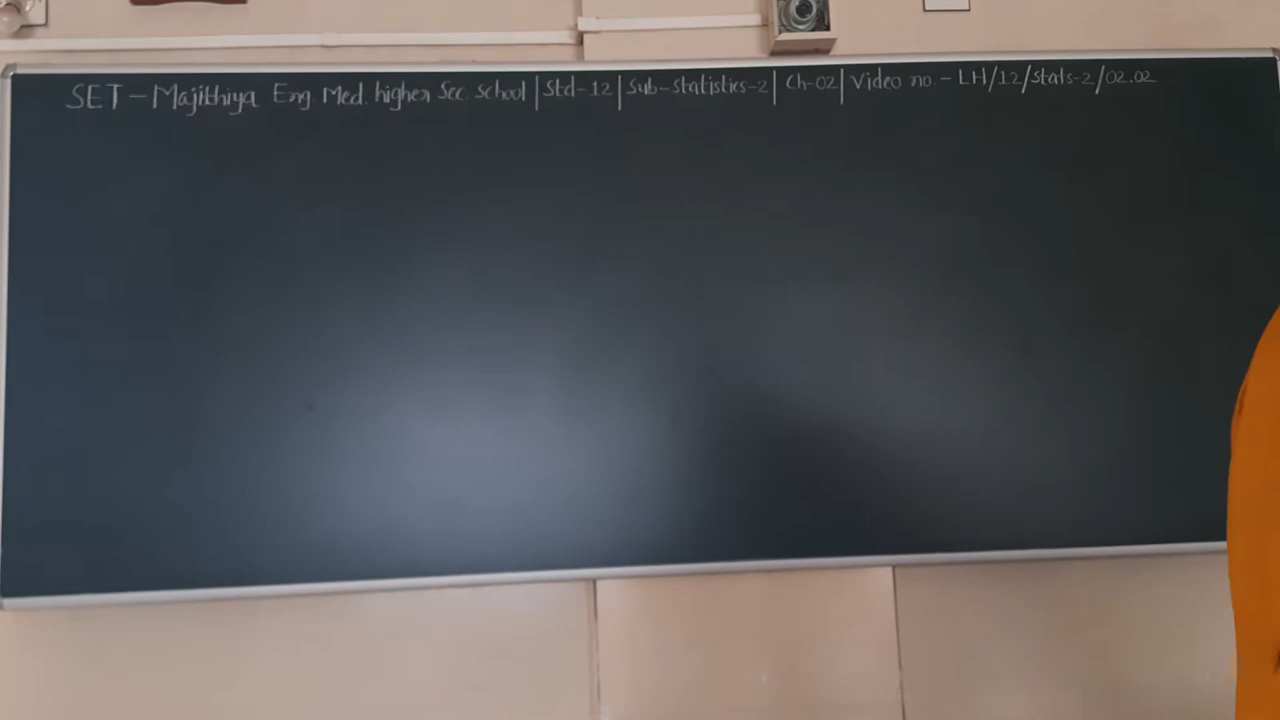 SET - Majithiya Eng. Med. higher Sec. school | Std-12 | Sub-statistics-2 | Ch-02 | Video no. - LH/12/Stats-2/02.02